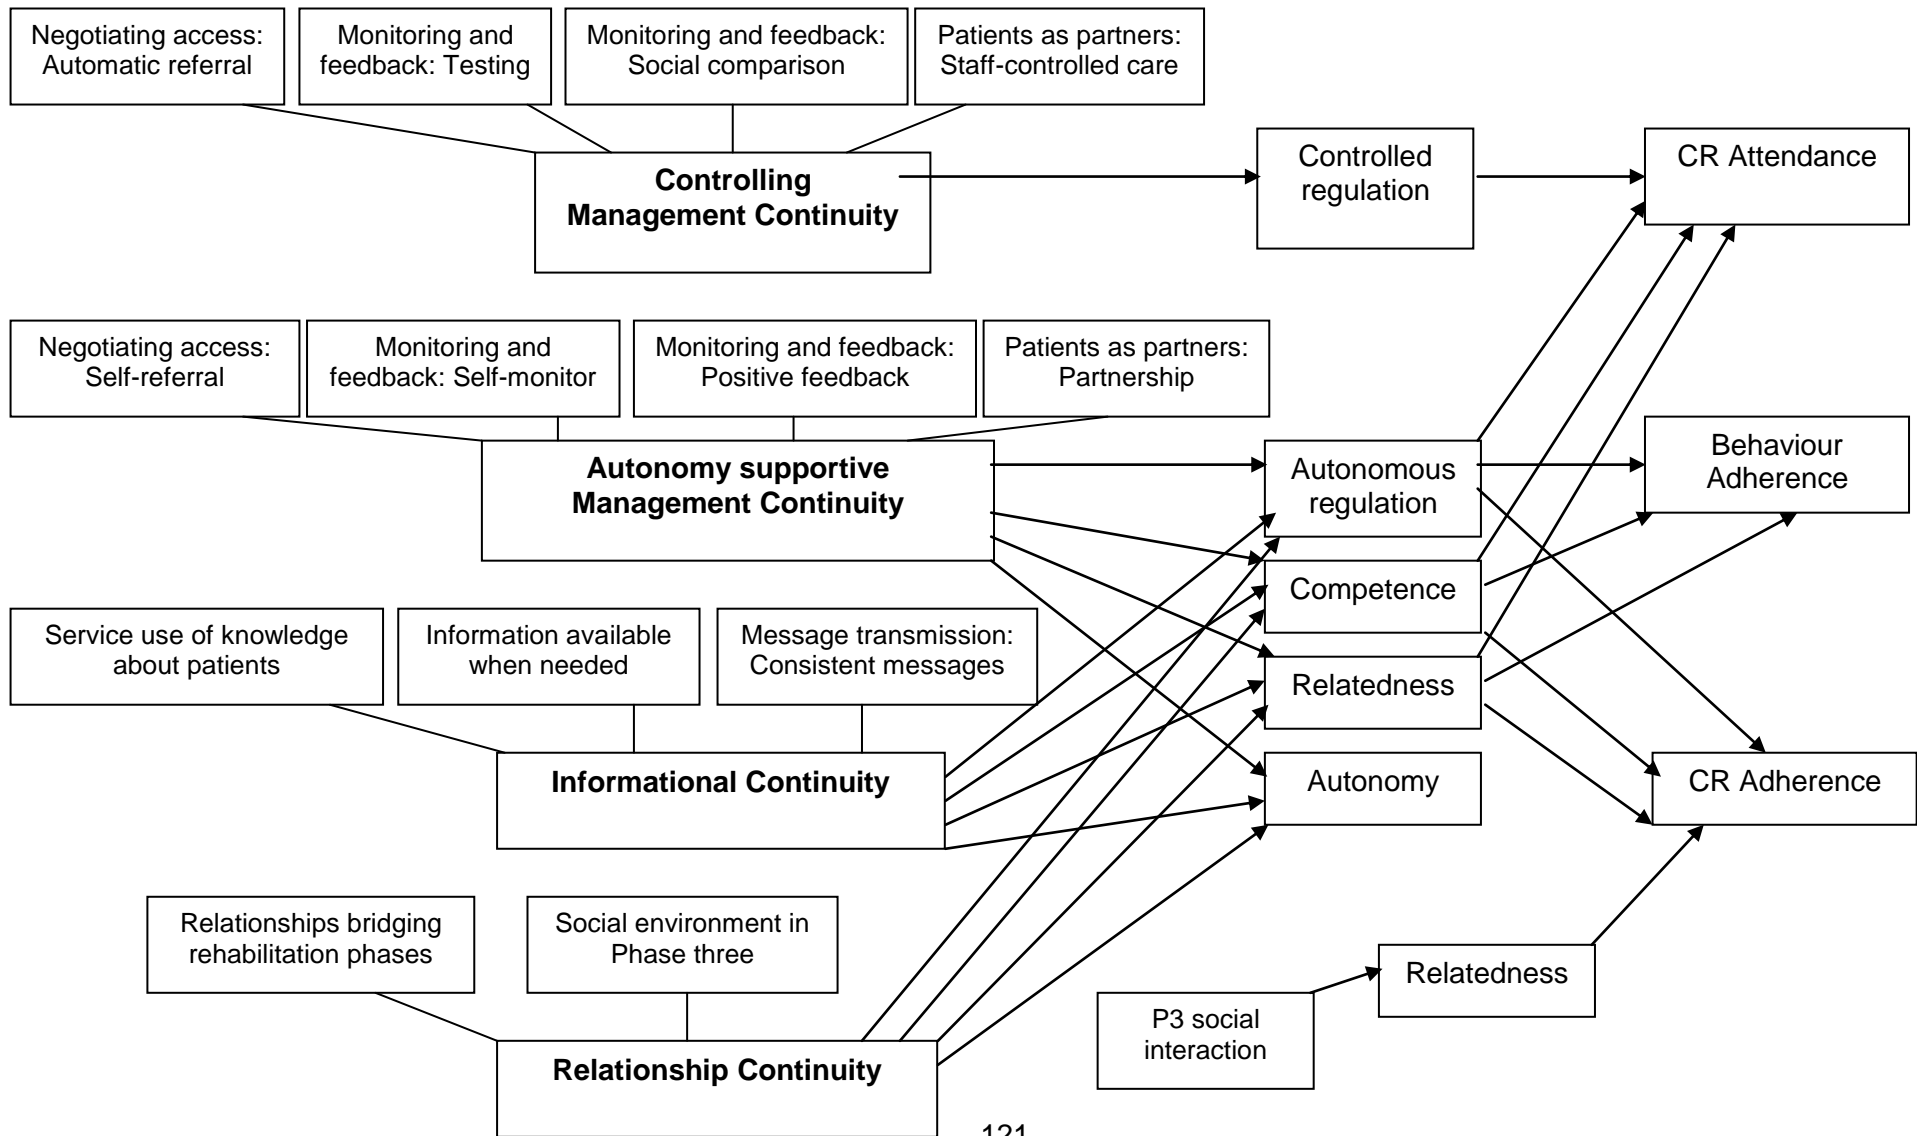 Negotiating access:
Automatic referral
Monitoring and
feedback: Testing
Monitoring and feedback:
Social comparison
Patients as partners:
Staff-controlled care
Controlling
Management Continuity
Controlled
regulation
CR Attendance
Negotiating access:
Self-referral
Monitoring and
feedback: Self-monitor
Monitoring and feedback:
Positive feedback
Patients as partners:
Partnership
Autonomy supportive
Management Continuity
Autonomous
regulation
Behaviour
Adherence
Competence
Service use of knowledge
about patients
Information available
when needed
Message transmission:
Consistent messages
Relatedness
Informational Continuity
Autonomy
CR Adherence
Relationships bridging
rehabilitation phases
Social environment in
Phase three
Relatedness
P3 social
interaction
Relationship Continuity
121